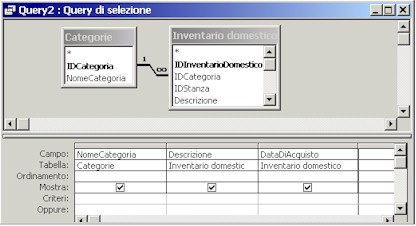 Query2 : Query di selezione
Categorie
*
IDCategoria
NomeCategoria
1
∞
Inventario domestico
*
IDInventarioDomestico
IDCategoria
IDStanza
Descrizione
Campo: NomeCategoria Descrizione DataDiAcquisto
Tabella: Categorie Inventario domestic Inventario domestico
Ordinamento:
Mostra:
Criteri:
Oppure: